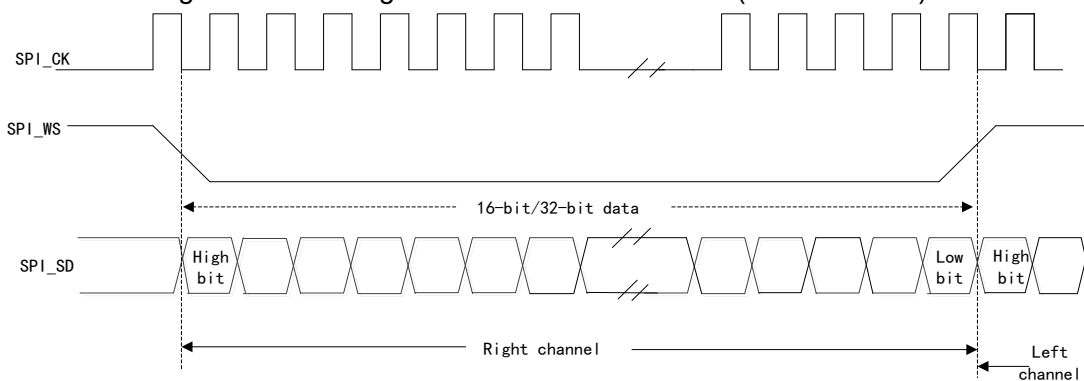 SPI_CK
SPI_WS
16-bit/32-bit data
SPI_SD
High
bit
Low
bit
High
bit
Right channel
Left
channel